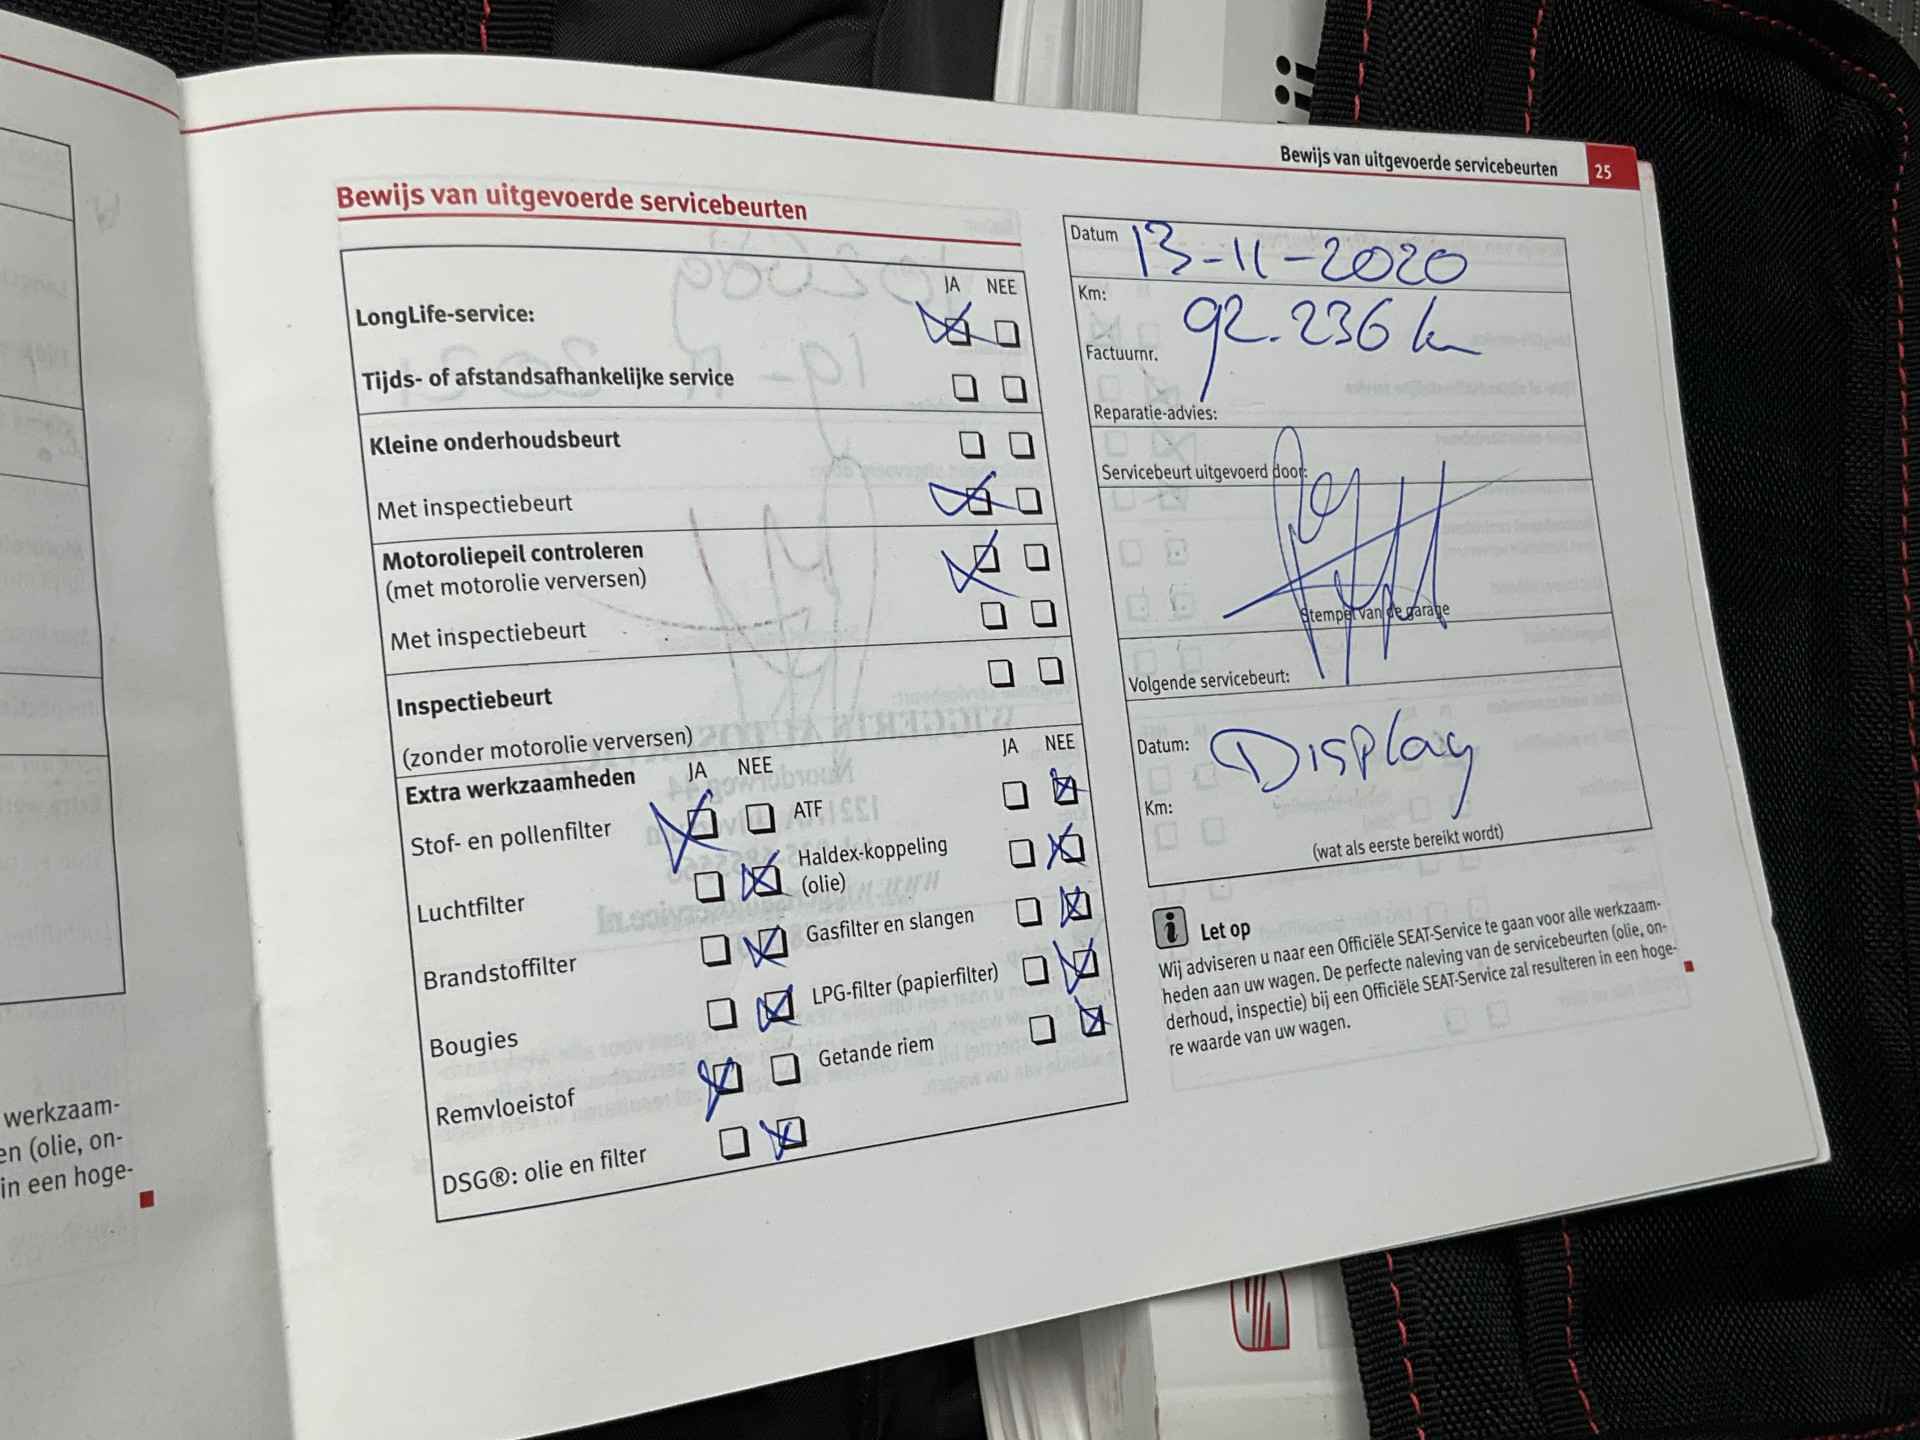 Bewijs van uitgevoerde servicebeurten 25
Bewijs van uitgevoerde servicebeurten
JA NEE
LongLife-service:
Tijds- of afstandsafhankelijke service
Kleine onderhoudsbeurt
Met inspectiebeurt
Motoroliepeil controleren
(met motorolie verversen)
Met inspectiebeurt
Inspectiebeurt
(zonder motorolie verversen)
Extra werkzaamheden JA NEE JA NEE
Stof- en pollenfilter
ATF
Luchtfilter
Haldex-koppeling
(olie)
Brandstoffilter
Gasfilter en slangen
Bougies
LPG-filter (papierfilter)
Remvloeistof
Getande riem
DSG®: olie en filter
Datum 13-11-2020
Km: 92.236 km
Factuurnr.
Reparatie-advies:
Servicebeurt uitgevoerd door:
Stempel van de garage
Volgende servicebeurt:
Datum: Display
Km:
(wat als eerste bereikt wordt)
Let op
Wij adviseren u naar een Officiële SEAT-Service te gaan voor alle werkzaam-
heden aan uw wagen. De perfecte naleving van de servicebeurten (olie, on-
derhoud, inspectie) bij een Officiële SEAT-Service zal resulteren in een hoge-
re waarde van uw wagen.
werkzaam-
en (olie, on-
in een hoge-